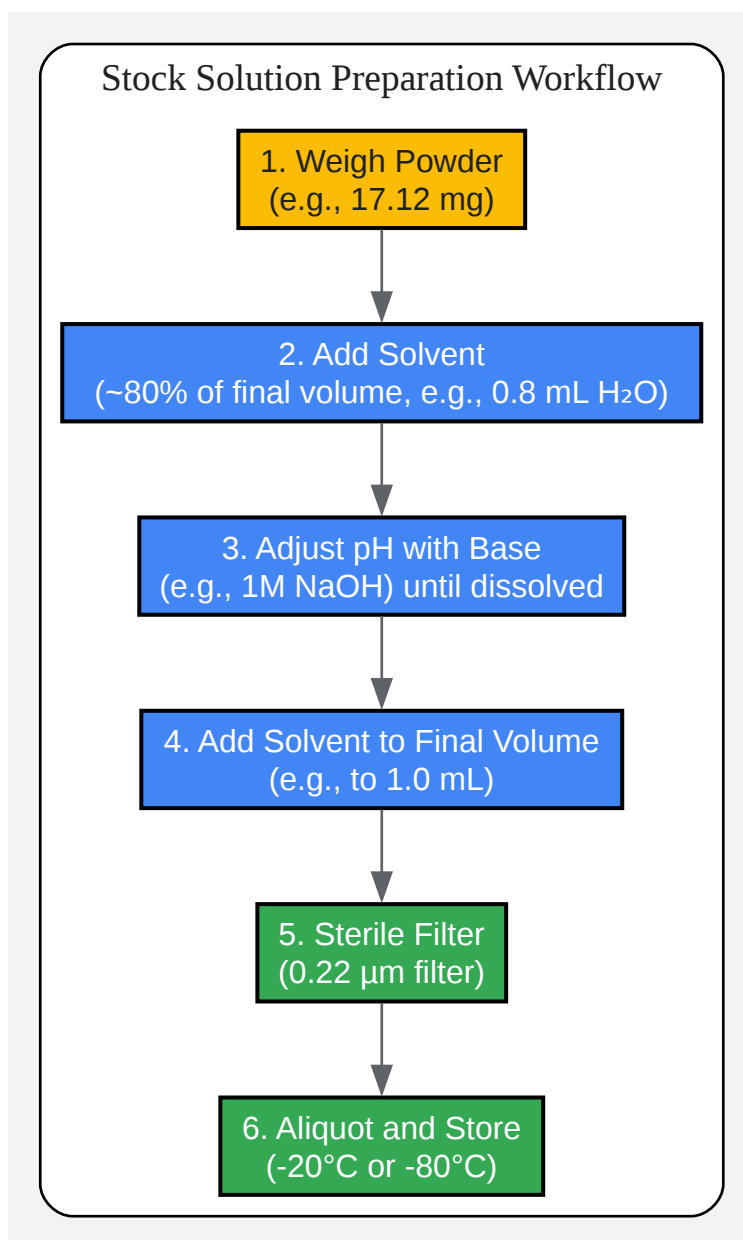 Stock Solution Preparation Workflow
1. Weigh Powder
(e.g., 17.12 mg)
2. Add Solvent
(~80% of final volume, e.g., 0.8 mL H₂O)
3. Adjust pH with Base
(e.g., 1M NaOH) until dissolved
4. Add Solvent to Final Volume
(e.g., to 1.0 mL)
5. Sterile Filter
(0.22 µm filter)
6. Aliquot and Store
(-20°C or -80°C)